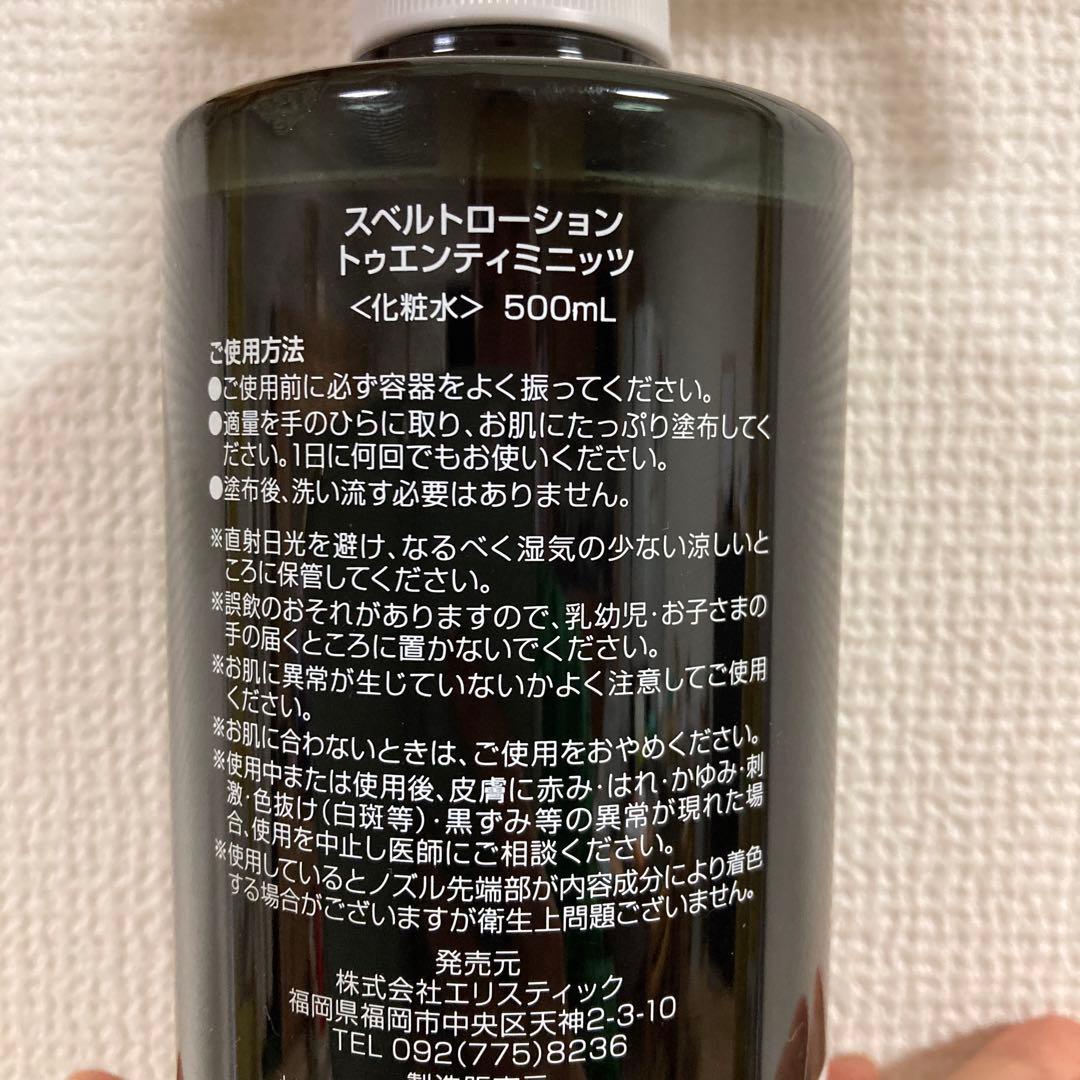 スベルトローション
トゥエンティミニッツ
<化粧水> 500mL
ご使用方法
●ご使用前に必ず容器をよく振ってください。
●適量を手のひらに取り、お肌にたっぷり塗布してく
ださい。1日に何回でもお使いください。
●塗布後、洗い流す必要はありません。
※直射日光を避け、なるべく湿気の少ない涼しいと
ころに保管してください。
※誤飲のおそれがありますので、乳幼児・お子さまの
手の届くところに置かないでください。
※お肌に異常が生じていないかよく注意してご使用
ください。
※お肌に合わないときは、ご使用をおやめください。
※使用中または使用後、皮膚に赤み・はれ・かゆみ・刺
激・色抜け(白斑等)・黒ずみ等の異常が現れた場
合、使用を中止し医師にご相談ください。
※使用しているとノズル先端部が内容成分により着色
する場合がございますが衛生上問題ございません。
発売元
株式会社エリスティック
福岡県福岡市中央区天神2-3-10
TEL 092(775)8236
製造販売元